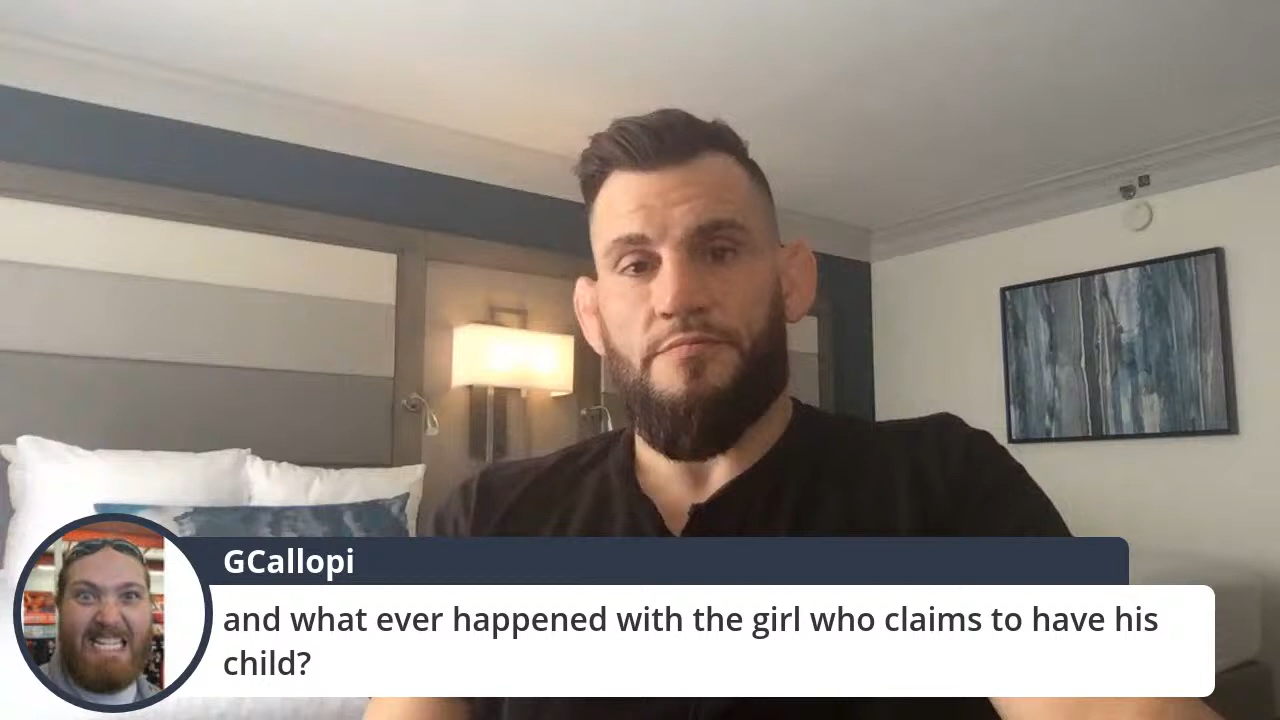 GCallopi
and what ever happened with the girl who claims to have his
child?